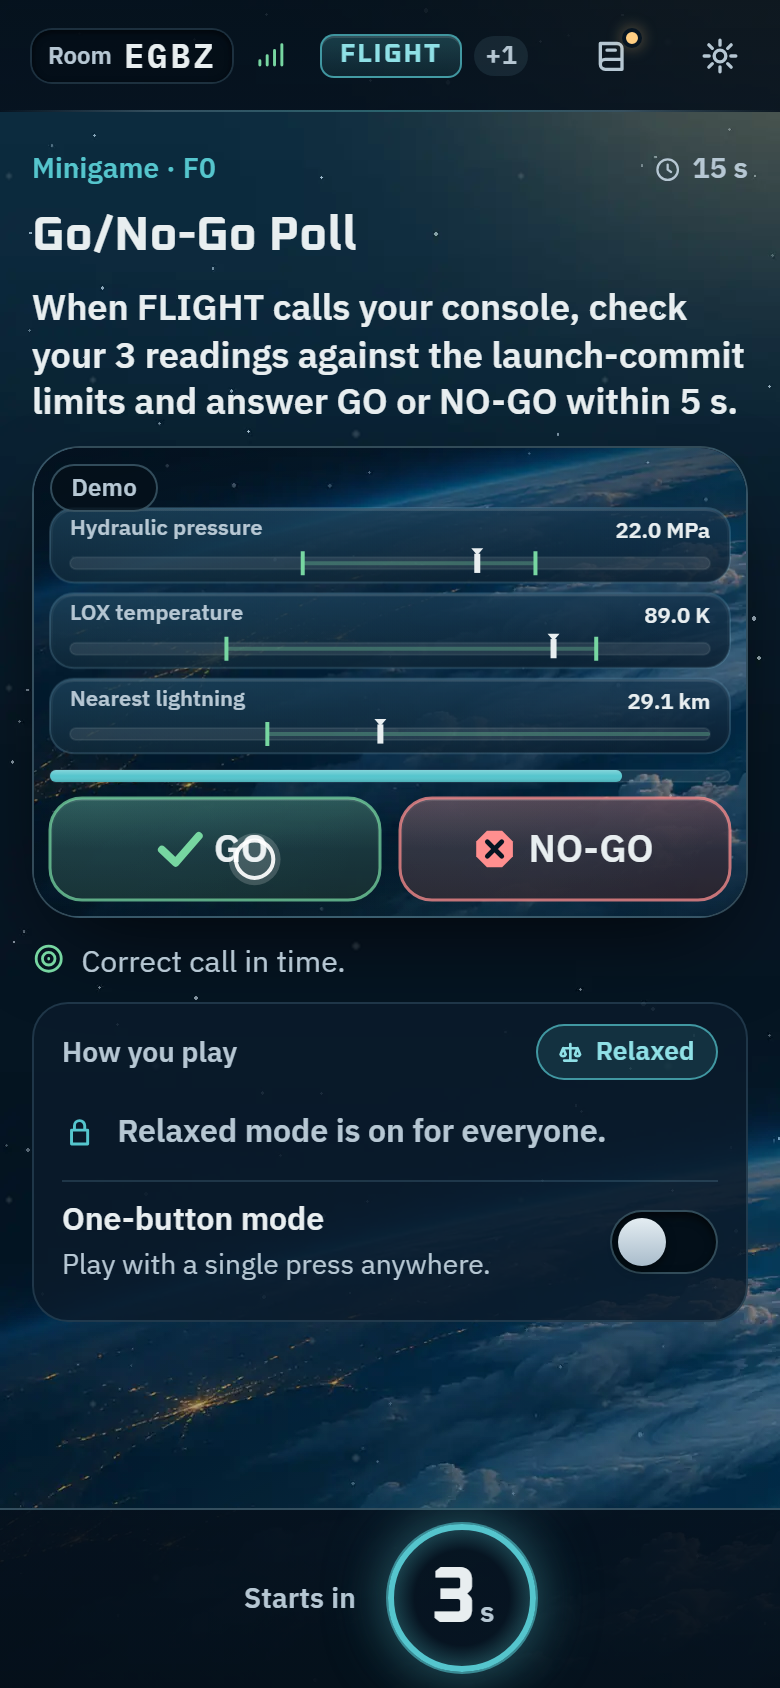 Room EGBZ
FLIGHT
+1
Minigame · F0
15 s
Go/No-Go Poll
When FLIGHT calls your console, check
your 3 readings against the launch-commit
limits and answer GO or NO-GO within 5 s.
Demo
Hydraulic pressure
22.0 MPa
LOX temperature
89.0 K
Nearest lightning
29.1 km
GO
NO-GO
Correct call in time.
How you play
Relaxed
Relaxed mode is on for everyone.
One-button mode
Play with a single press anywhere.
Starts in
3 s